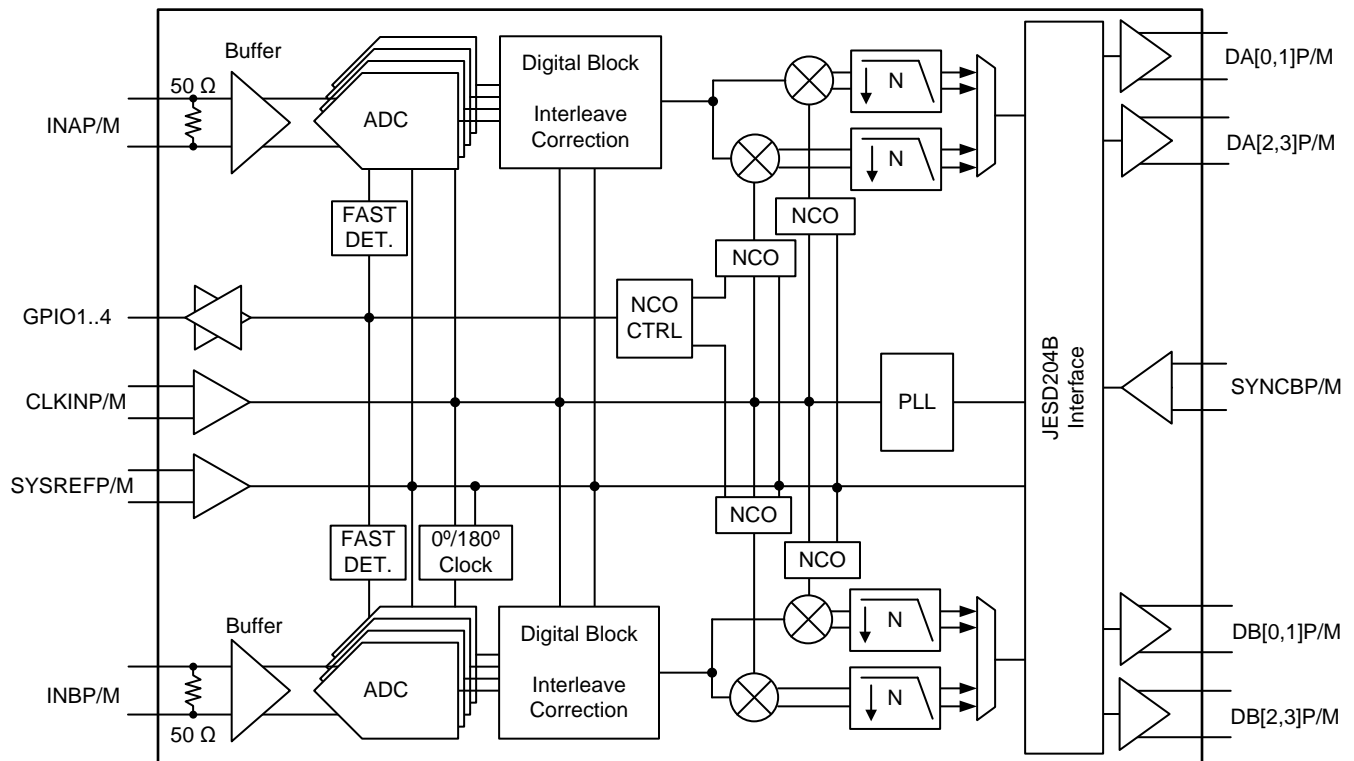 Buffer
50 Ω
INAP/M
ADC
Digital Block
Interleave
Correction
N
N
DA[0,1]P/M
DA[2,3]P/M
FAST
DET.
NCO
NCO
GPIO1..4
NCO
CTRL
CLKINP/M
PLL
JESD204B
Interface
SYNCBP/M
SYSREFP/M
NCO
FAST
DET.
0º/180º
Clock
NCO
Buffer
INBP/M
50 Ω
ADC
Digital Block
Interleave
Correction
N
N
DB[0,1]P/M
DB[2,3]P/M